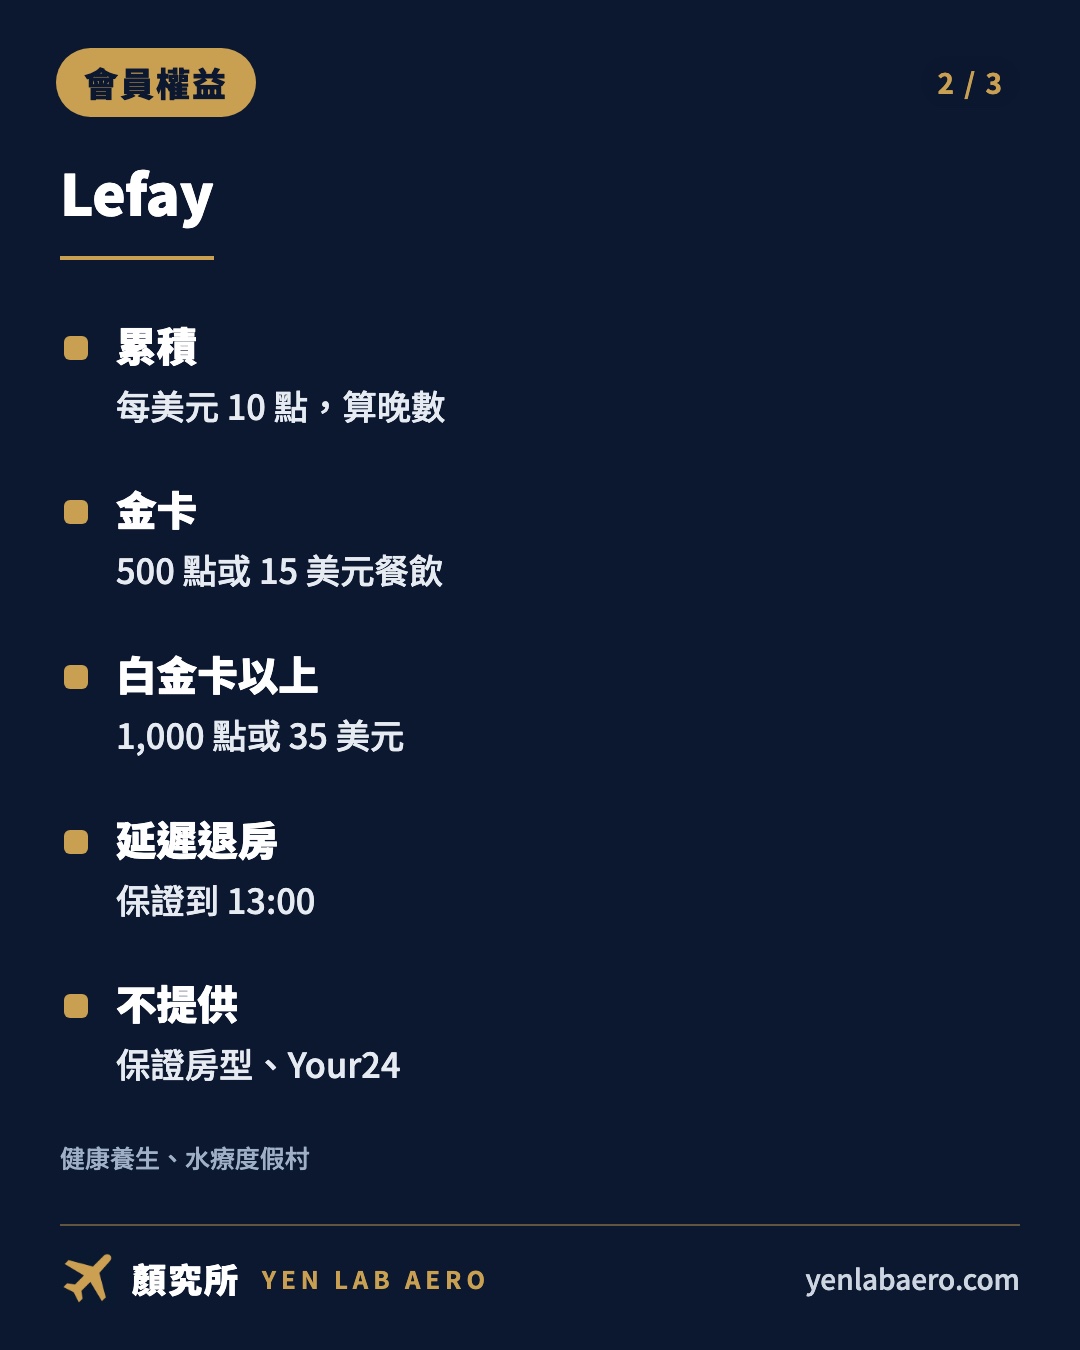 會員權益
2 / 3
Lefay
累積
每美元 10 點，算晚數
金卡
500 點或 15 美元餐飲
白金卡以上
1,000 點或 35 美元
延遲退房
保證到 13:00
不提供
保證房型、Your24
健康養生、水療度假村
顏究所 YEN LAB AERO
yenlabaero.com